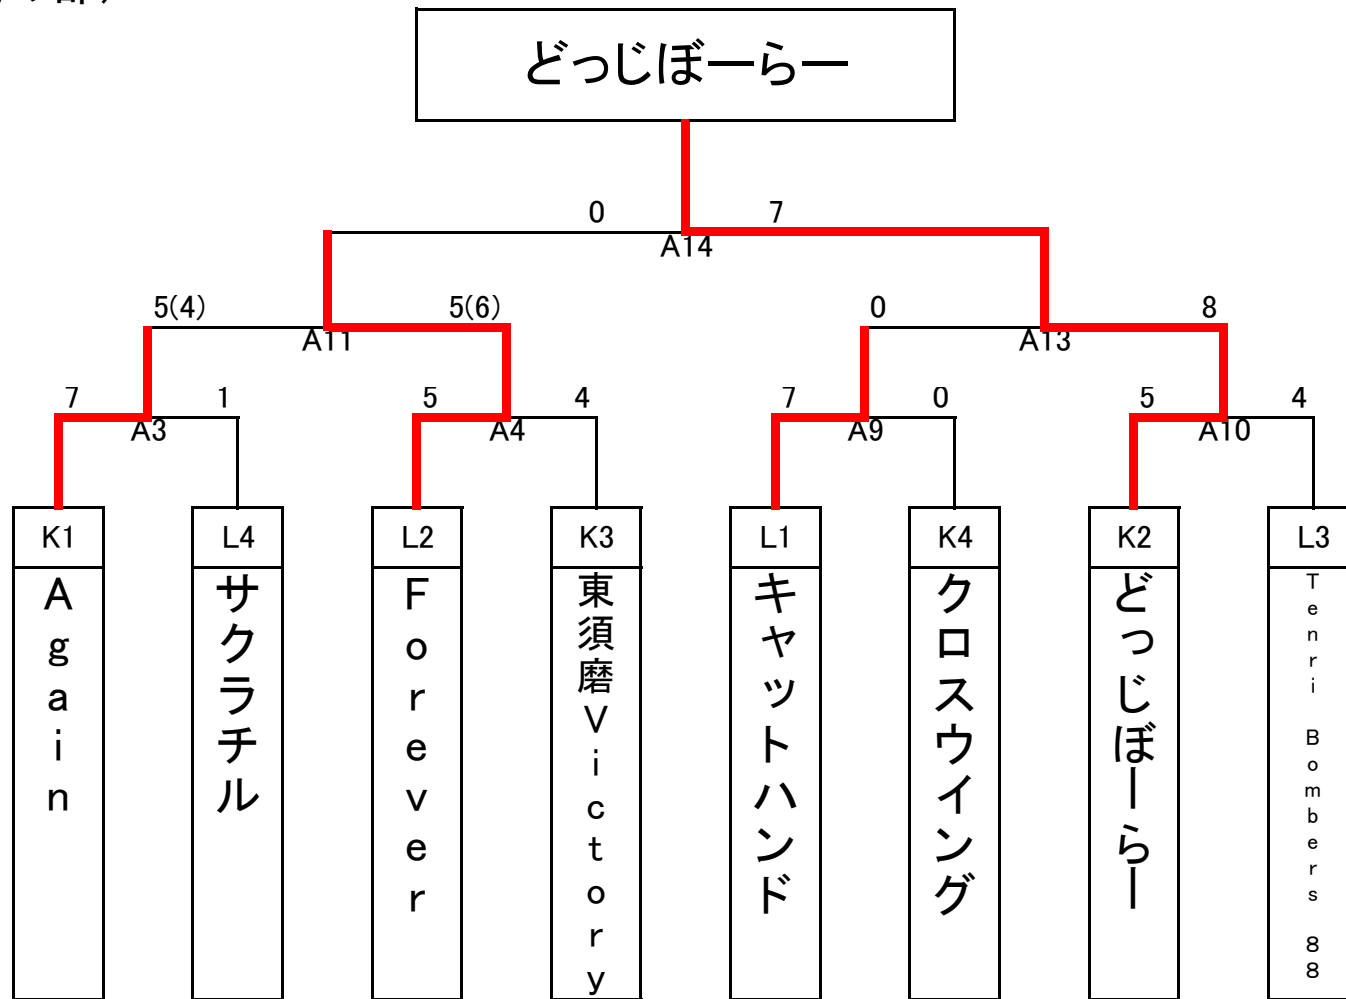 どっじぼーらー
0 7
A14
5(4) 5(6) 0 8
A11 A13
7 1 5 4 7 0 5 4
A3 A4 A9 A10
K1 L4 L2 K3 L1 K4 K2 L3
Again
サクラチル
Forever
東須磨Victory
キャットハンド
クロスウイング
どっじぼーらー
Tenri Bombers 88